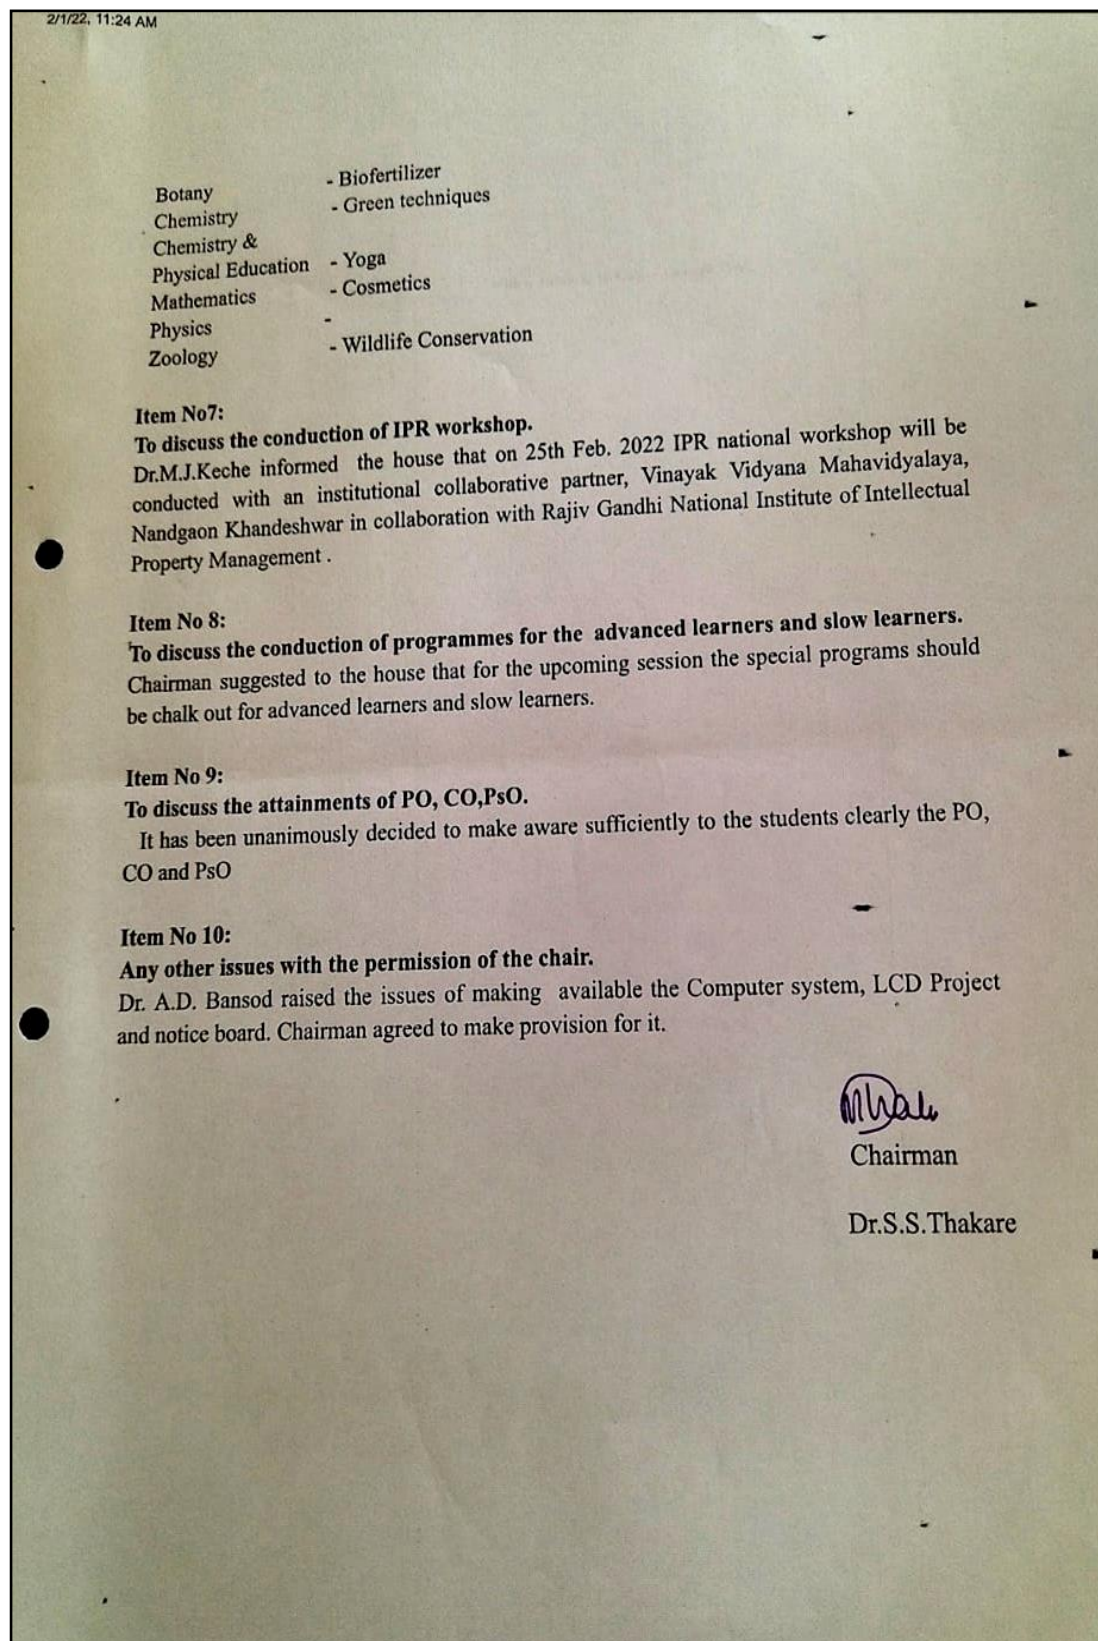 2/1/22, 11:24 AM
Botany - Biofertilizer
Chemistry - Green techniques
Chemistry &
Physical Education - Yoga
Mathematics - Cosmetics
Physics -
Zoology - Wildlife Conservation
Item No7:
To discuss the conduction of IPR workshop.
Dr.M.J.Keche informed the house that on 25th Feb. 2022 IPR national workshop will be
conducted with an institutional collaborative partner, Vinayak Vidyana Mahavidyalaya,
Nandgaon Khandeshwar in collaboration with Rajiv Gandhi National Institute of Intellectual
Property Management .
Item No 8:
To discuss the conduction of programmes for the advanced learners and slow learners.
Chairman suggested to the house that for the upcoming session the special programs should
be chalk out for advanced learners and slow learners.
Item No 9:
To discuss the attainments of PO, CO,PsO.
It has been unanimously decided to make aware sufficiently to the students clearly the PO,
CO and PsO
Item No 10:
Any other issues with the permission of the chair.
Dr. A.D. Bansod raised the issues of making available the Computer system, LCD Project
and notice board. Chairman agreed to make provision for it.
Chairman
Dr.S.S.Thakare